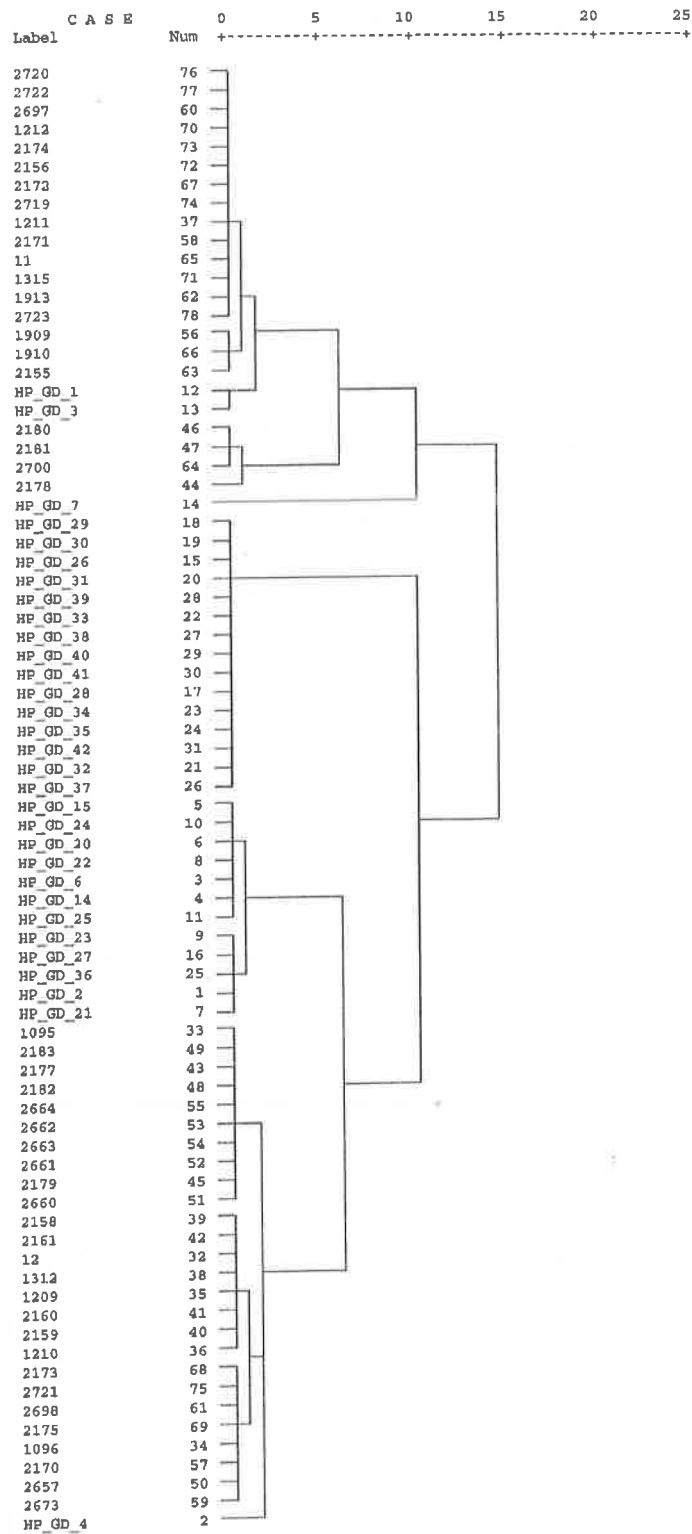 C A S E 0 5 10 15 20 25
Label Num +---------+---------+---------+---------+---------+
2720 76
2722 77
2697 60
1212 70
2174 73
2156 72
2172 67
2719 74
1211 37
2171 58
11 65
1315 71
1913 62
2723 78
1909 56
1910 66
2155 63
HP_GD_1 12
HP_GD_3 13
2180 46
2181 47
2700 64
2178 44
HP_GD_7 14
HP_GD_29 18
HP_GD_30 19
HP_GD_26 15
HP_GD_31 20
HP_GD_39 28
HP_GD_33 22
HP_GD_38 27
HP_GD_40 29
HP_GD_41 30
HP_GD_28 17
HP_GD_34 23
HP_GD_35 24
HP_GD_42 31
HP_GD_32 21
HP_GD_37 26
HP_GD_15 5
HP_GD_24 10
HP_GD_20 6
HP_GD_22 8
HP_GD_6 3
HP_GD_14 4
HP_GD_25 11
HP_GD_23 9
HP_GD_27 16
HP_GD_36 25
HP_GD_2 1
HP_GD_21 7
1095 33
2183 49
2177 43
2182 48
2664 55
2662 53
2663 54
2661 52
2179 45
2660 51
2158 39
2161 42
12 32
1312 38
1209 35
2160 41
2159 40
1210 36
2173 68
2721 75
2698 61
2175 69
1096 34
2170 57
2657 50
2673 59
HP_GD_4 2